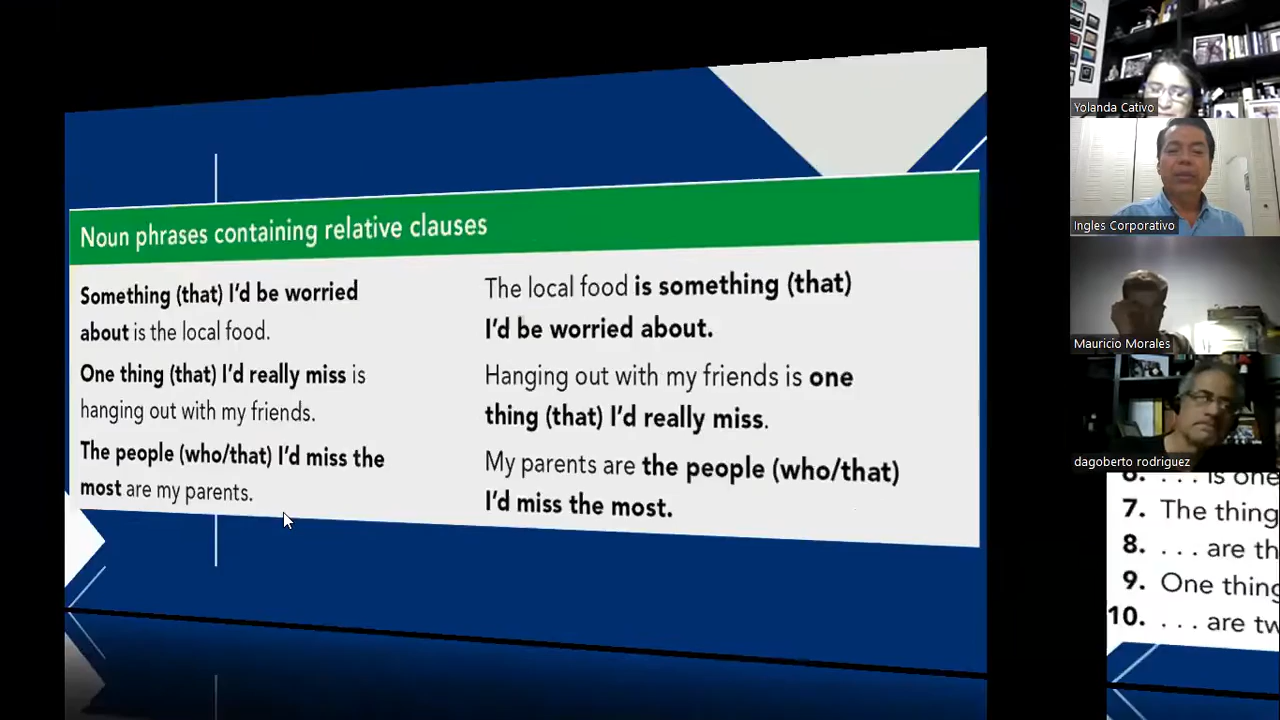 Noun phrases containing relative clauses
Something (that) I'd be worried
about is the local food.
One thing (that) I'd really miss is
hanging out with my friends.
The people (who/that) I'd miss the
most are my parents.
The local food is something (that)
I'd be worried about.
Hanging out with my friends is one
thing (that) I'd really miss.
My parents are the people (who/that)
I'd miss the most.
Yolanda Cativo
Ingles Corporativo
Mauricio Morales
dagoberto rodriguez
. . . is one
7. The thing
8. . . . are th
9. One thing
10. . . . are tw